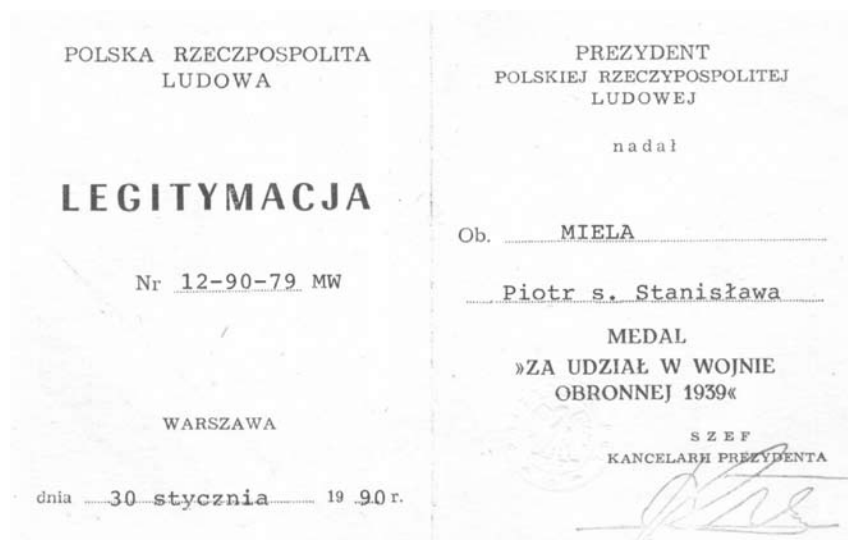 POLSKA RZECZPOSPOLITA
LUDOWA
LEGITYMACJA
Nr 12-90-79 MW
WARSZAWA
dnia 30 stycznia 19 90 r.
PREZYDENT
POLSKIEJ RZECZYPOSPOLITEJ
LUDOWEJ
nadał
Ob. MIELA
Piotr s. Stanisława
MEDAL
»ZA UDZIAŁ W WOJNIE
OBRONNEJ 1939«
SZEF
KANCELARII PREZYDENTA